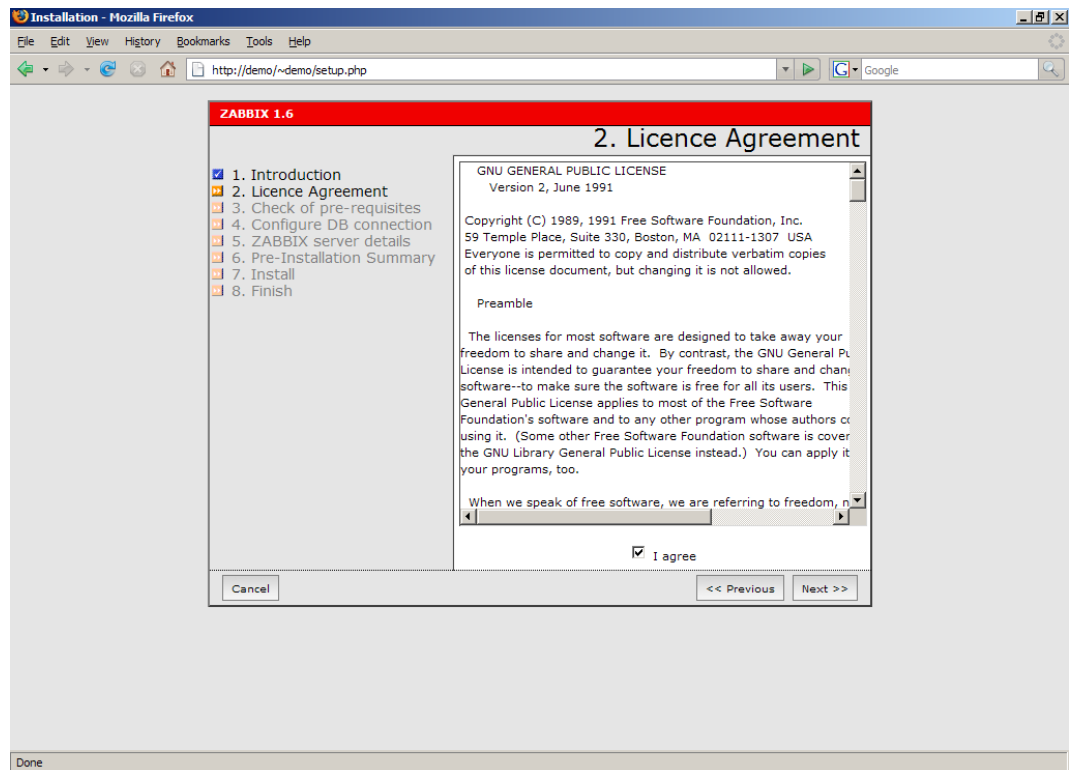 Installation - Mozilla Firefox
File Edit View History Bookmarks Tools Help
http://demo/~demo/setup.php
G Google
ZABBIX 1.6
2. Licence Agreement
1. Introduction
2. Licence Agreement
3. Check of pre-requisites
4. Configure DB connection
5. ZABBIX server details
6. Pre-Installation Summary
7. Install
8. Finish
GNU GENERAL PUBLIC LICENSE
Version 2, June 1991
Copyright (C) 1989, 1991 Free Software Foundation, Inc.
59 Temple Place, Suite 330, Boston, MA 02111-1307 USA
Everyone is permitted to copy and distribute verbatim copies
of this license document, but changing it is not allowed.
Preamble
The licenses for most software are designed to take away your
freedom to share and change it. By contrast, the GNU General Pu
License is intended to guarantee your freedom to share and chang
software--to make sure the software is free for all its users. This
General Public License applies to most of the Free Software
Foundation's software and to any other program whose authors co
using it. (Some other Free Software Foundation software is cover
the GNU Library General Public License instead.) You can apply it
your programs, too.
When we speak of free software, we are referring to freedom, n
I agree
Cancel
<< Previous
Next >>
Done